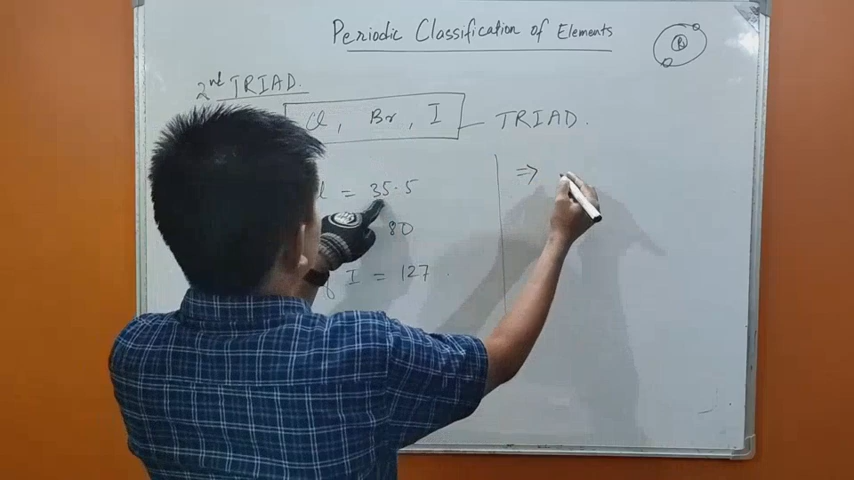 Periodic Classification of Elements
2nd TRIAD.
Cl, Br, I — TRIAD.
= 35.5
⇒
80
I = 127